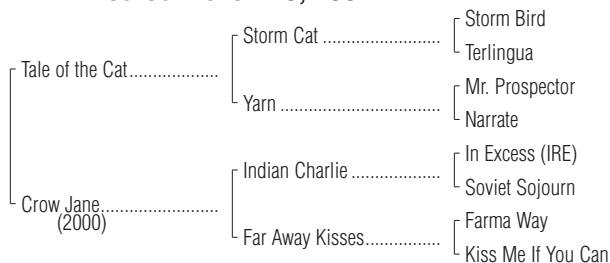 Storm Bird
Storm Cat ........................
Terlingua
Tale of the Cat...................
Mr. Prospector
Yarn ..................................
Narrate
In Excess (IRE)
Indian Charlie ...................
Soviet Sojourn
Crow Jane.........................
(2000)
Farma Way
Far Away Kisses................
Kiss Me If You Can